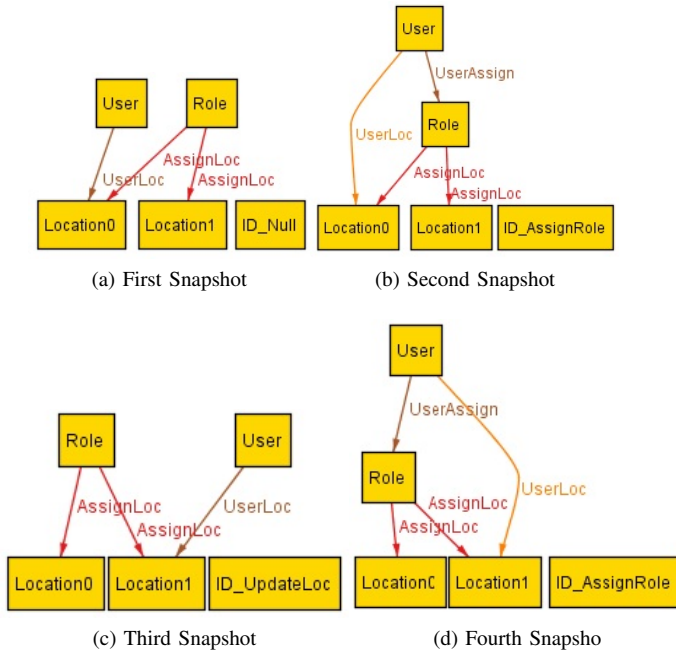 User
Role
UserLoc
AssignLoc
AssignLoc
Location0
Location1
ID_Null
(a) First Snapshot
User
UserAssign
UserLoc
Role
AssignLoc
AssignLoc
Location0
Location1
ID_AssignRole
(b) Second Snapshot
Role
User
AssignLoc
AssignLoc
UserLoc
Location0
Location1
ID_UpdateLoc
(c) Third Snapshot
User
UserAssign
Role
UserLoc
AssignLoc
AssignLoc
Location0
Location1
ID_AssignRole
(d) Fourth Snapsho